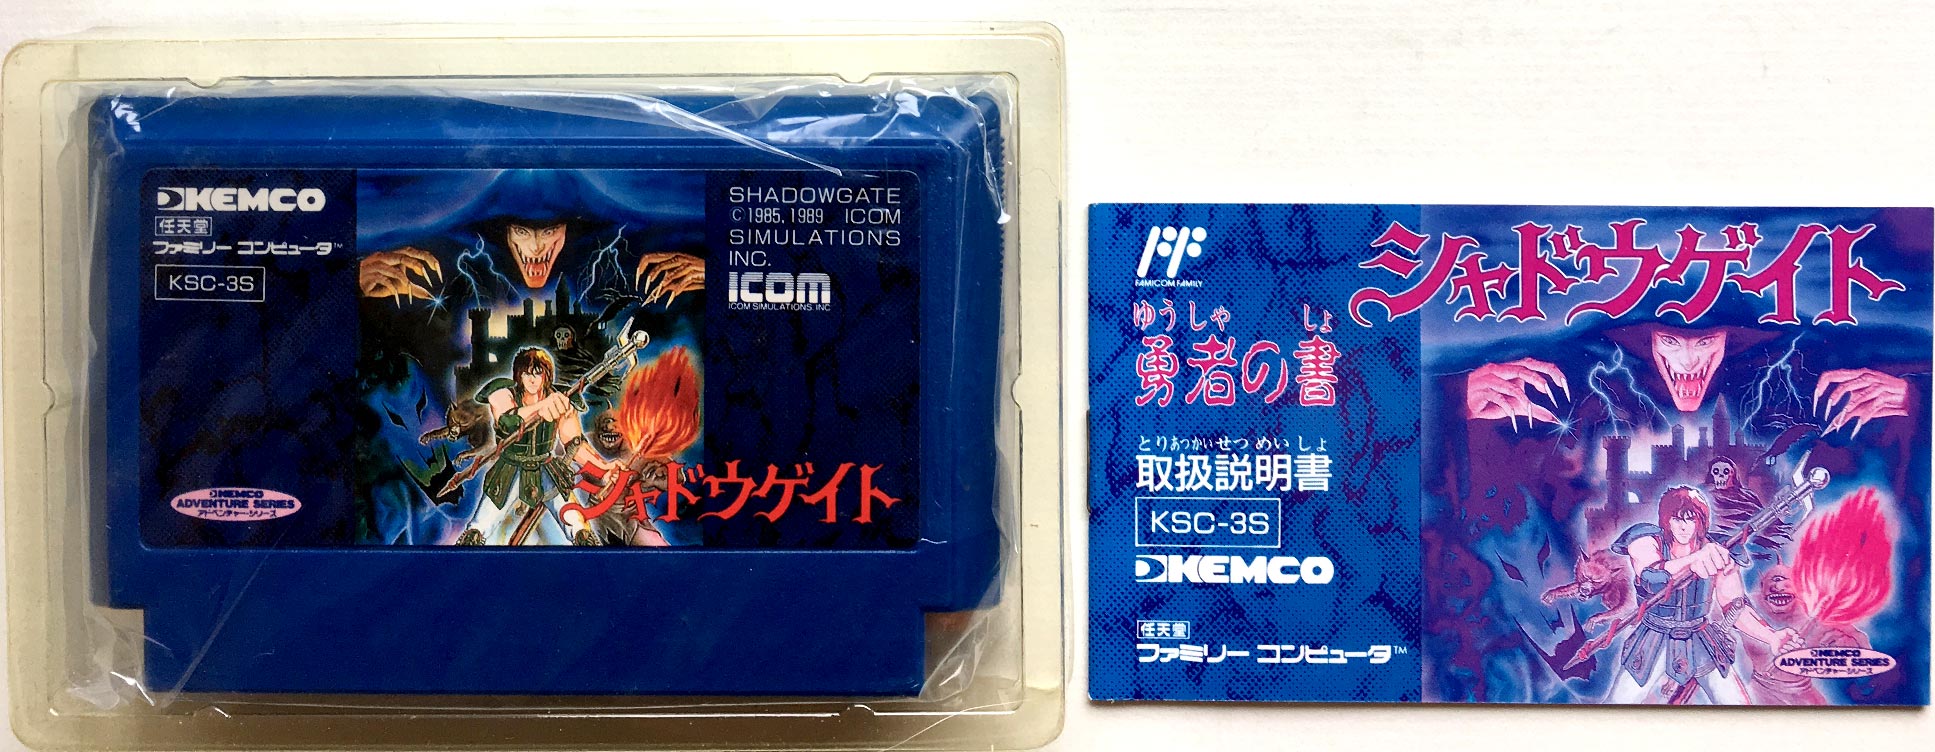 KEMCO
任天堂
ファミリー コンピュータ™
KSC-3S
SHADOWGATE
©1985, 1989 ICOM
SIMULATIONS
INC.
ICOM
ICOM SIMULATIONS, INC
KEMCO
ADVENTURE SERIES
アドベンチャー・シリーズ
シャドウゲイト
FAMICOM FAMILY
シャドウゲイト
ゆうしゃ しょ
勇者の書
とりあつかいせつめいしょ
取扱説明書
KSC-3S
KEMCO
任天堂
ファミリー コンピュータ™
KEMCO
ADVENTURE SERIES
アドベンチャー・シリーズ